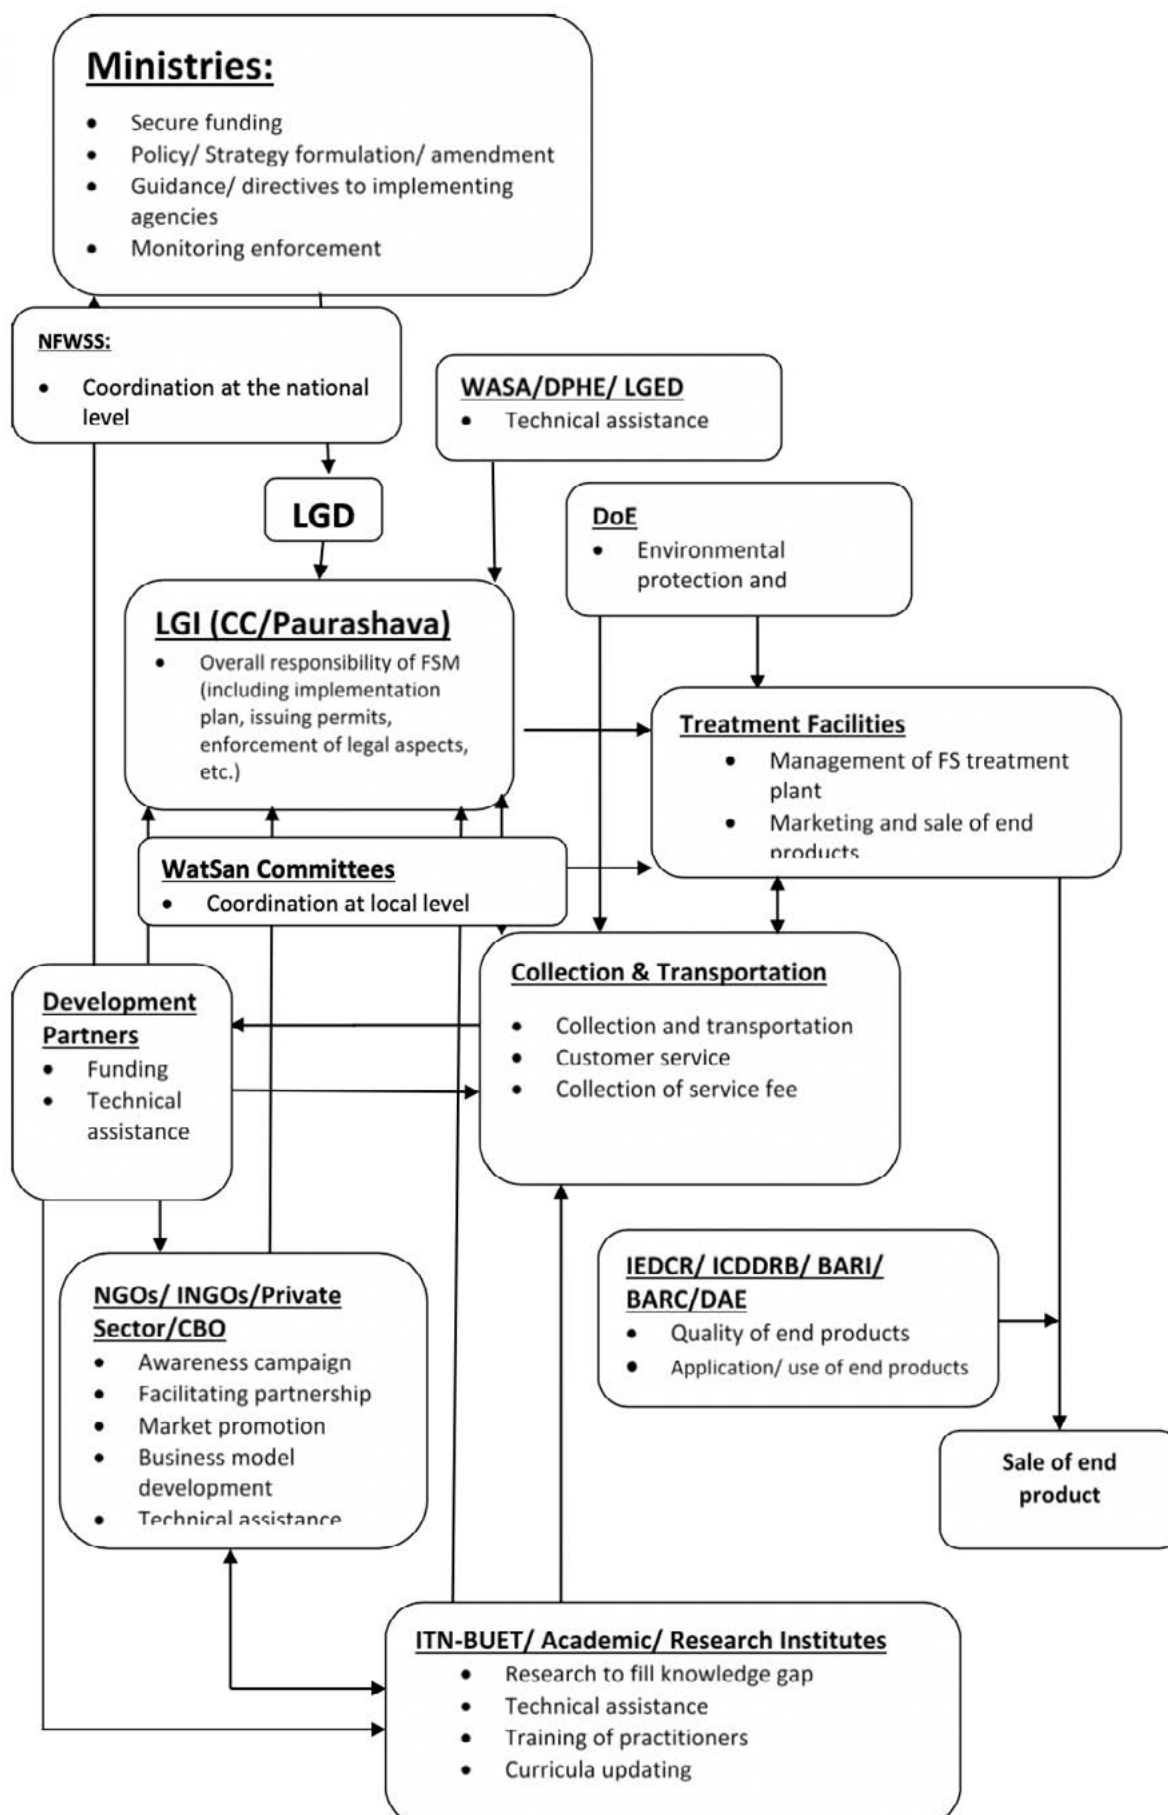 Ministries:
• Secure funding
• Policy/ Strategy formulation/ amendment
• Guidance/ directives to implementing
agencies
• Monitoring enforcement
NFWSS:
• Coordination at the national
level
WASA/DPHE/ LGED
• Technical assistance
LGD
DoE
• Environmental
protection and
LGI (CC/Paurashava)
• Overall responsibility of FSM
(including implementation
plan, issuing permits,
enforcement of legal aspects,
etc.)
Treatment Facilities
• Management of FS treatment
plant
• Marketing and sale of end
products
WatSan Committees
• Coordination at local level
Collection & Transportation
• Collection and transportation
• Customer service
• Collection of service fee
Development
Partners
• Funding
• Technical
assistance
NGOs/ INGOs/Private
Sector/CBO
• Awareness campaign
• Facilitating partnership
• Market promotion
• Business model
development
• Technical assistance
IEDCR/ ICDDRB/ BARI/
BARC/DAE
• Quality of end products
• Application/ use of end products
Sale of end
product
ITN-BUET/ Academic/ Research Institutes
• Research to fill knowledge gap
• Technical assistance
• Training of practitioners
• Curricula updating